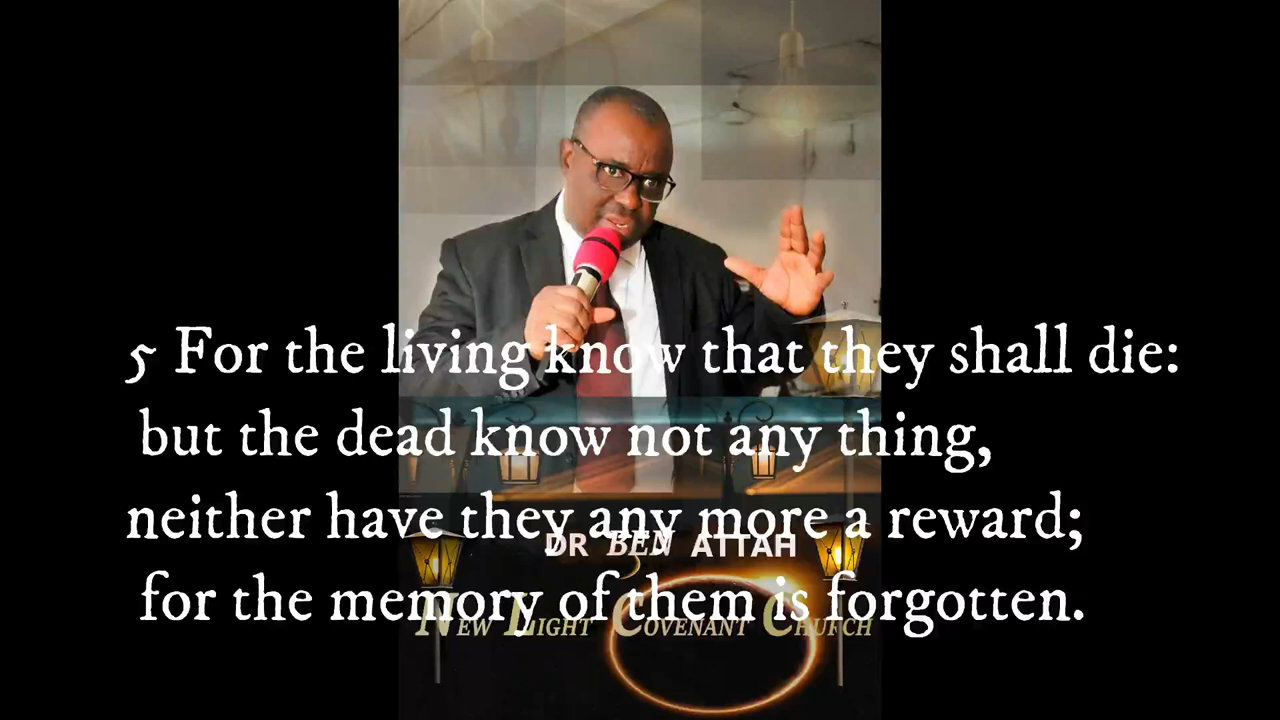 5 For the living know that they shall die:
but the dead know not any thing,
neither have they any more a reward;
DR BEN ATTAH
for the memory of them is forgotten.
NEW LIGHT COVENANT CHURCH